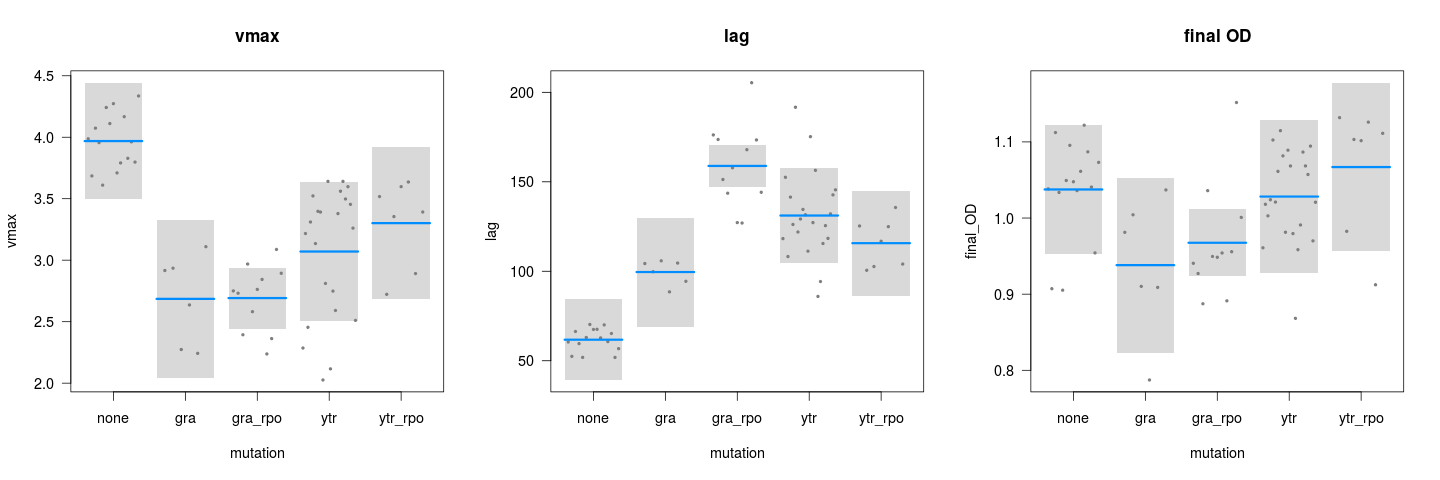 vmax
vmax
4.5
4.0
3.5
3.0
2.5
2.0
none gra gra_rpo ytr ytr_rpo
mutation
lag
lag
200
150
100
50
none gra gra_rpo ytr ytr_rpo
mutation
final OD
final_OD
1.1
1.0
0.9
0.8
none gra gra_rpo ytr ytr_rpo
mutation